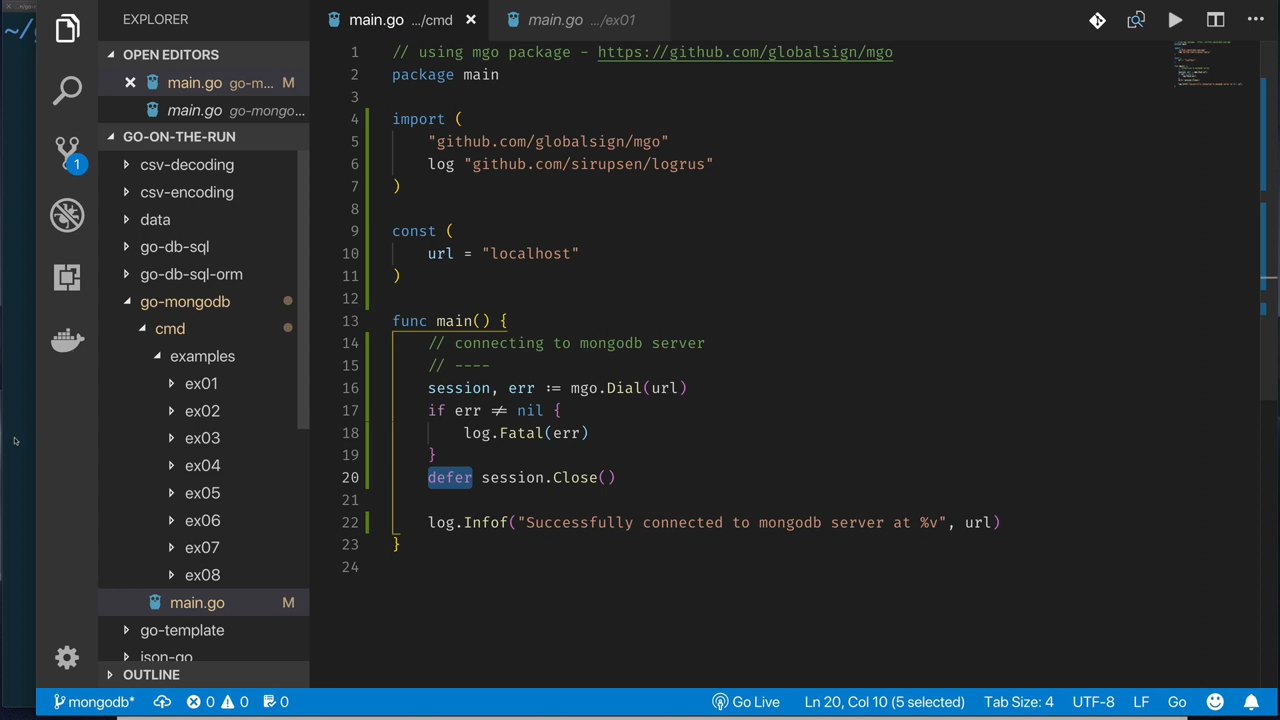 EXPLORER
OPEN EDITORS
main.go go-m... M
main.go go-mongo...
GO-ON-THE-RUN
csv-decoding
csv-encoding
data
go-db-sql
go-db-sql-orm
go-mongodb
cmd
examples
ex01
ex02
ex03
ex04
ex05
ex06
ex07
ex08
main.go M
go-template
json-go
OUTLINE
1
main.go .../cmd main.go .../ex01
1 // using mgo package - https://github.com/globalsign/mgo
2 package main
3
4 import (
5 "github.com/globalsign/mgo"
6 log "github.com/sirupsen/logrus"
7 )
8
9 const (
10 url = "localhost"
11 )
12
13 func main() {
14 // connecting to mongodb server
15 // ----
16 session, err := mgo.Dial(url)
17 if err ≠ nil {
18 log.Fatal(err)
19 }
20 defer session.Close()
21
22 log.Infof("Successfully connected to mongodb server at %v", url)
23 }
24
mongodb* 0 0 0 Go Live Ln 20, Col 10 (5 selected) Tab Size: 4 UTF-8 LF Go